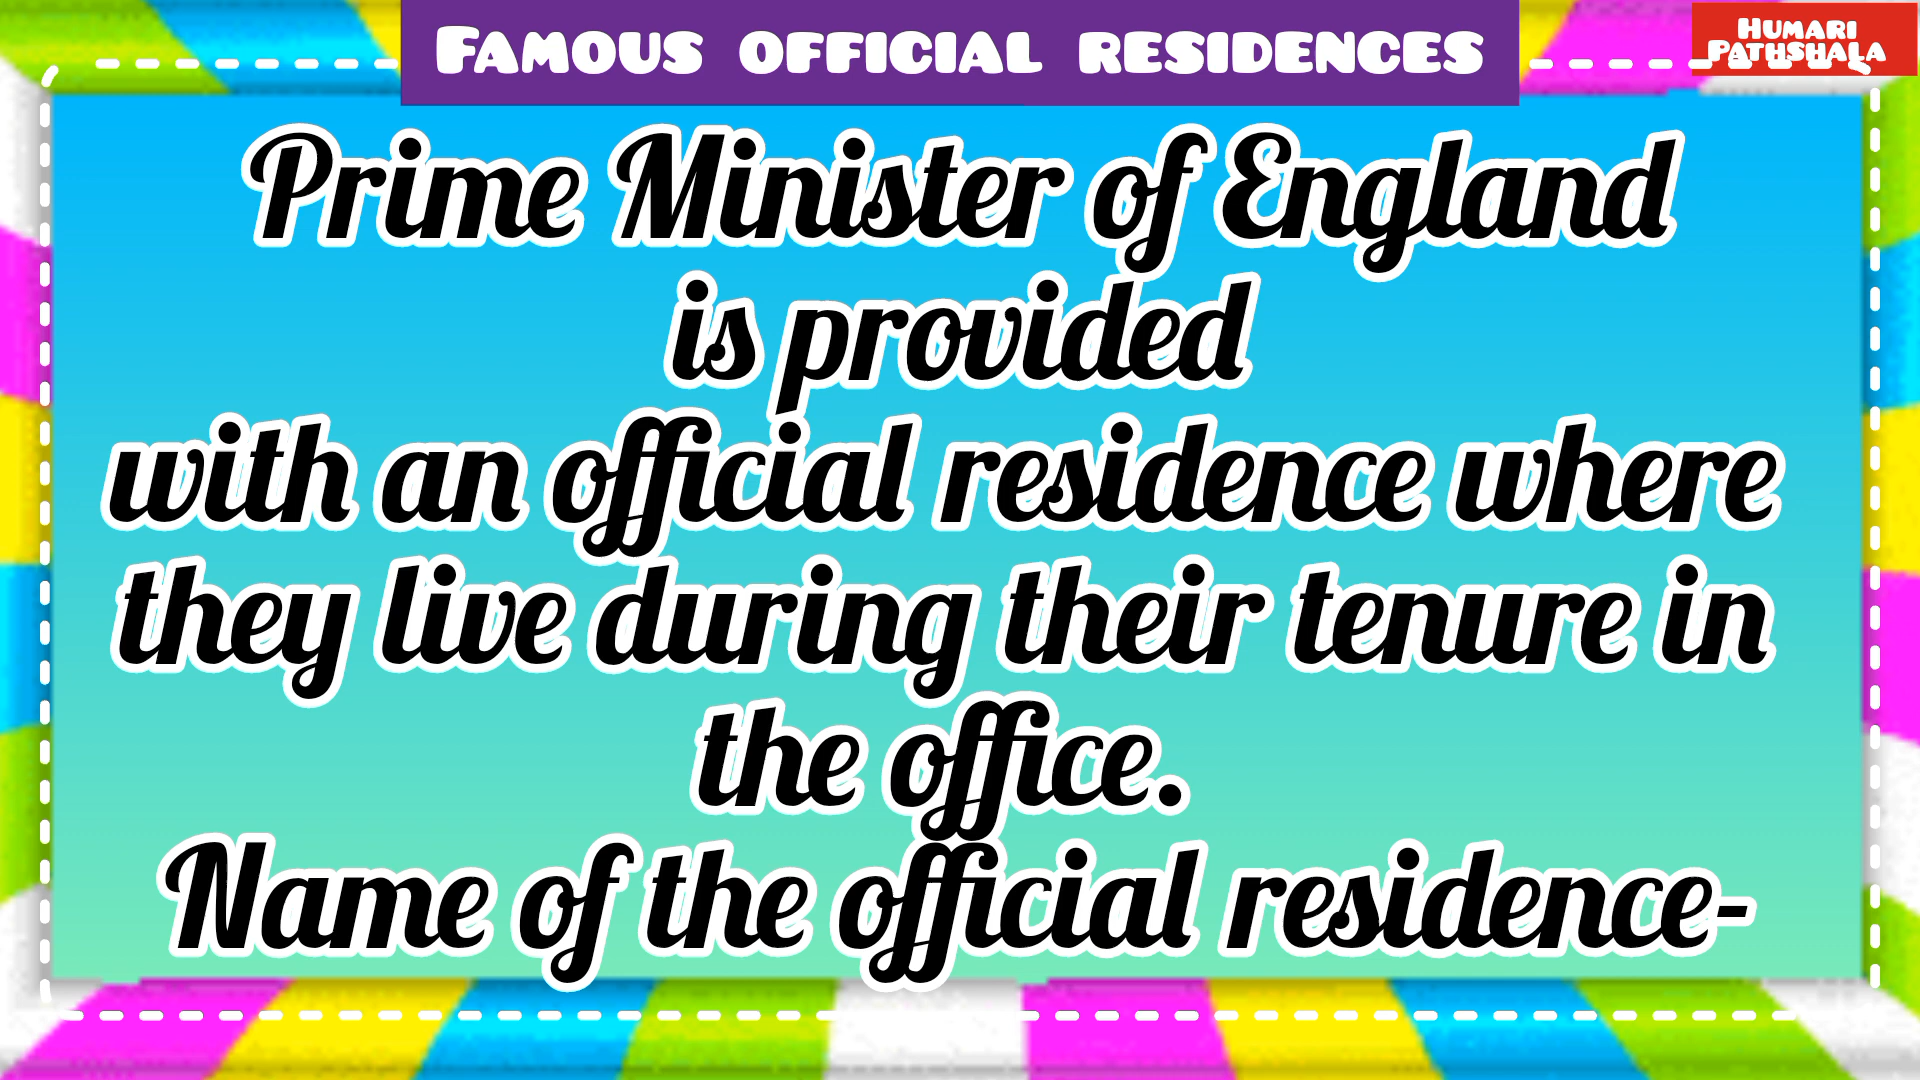 Famous official residences
Humari
Pathshala
Prime Minister of England
is provided
with an official residence where
they live during their tenure in
the office.
Name of the official residence-